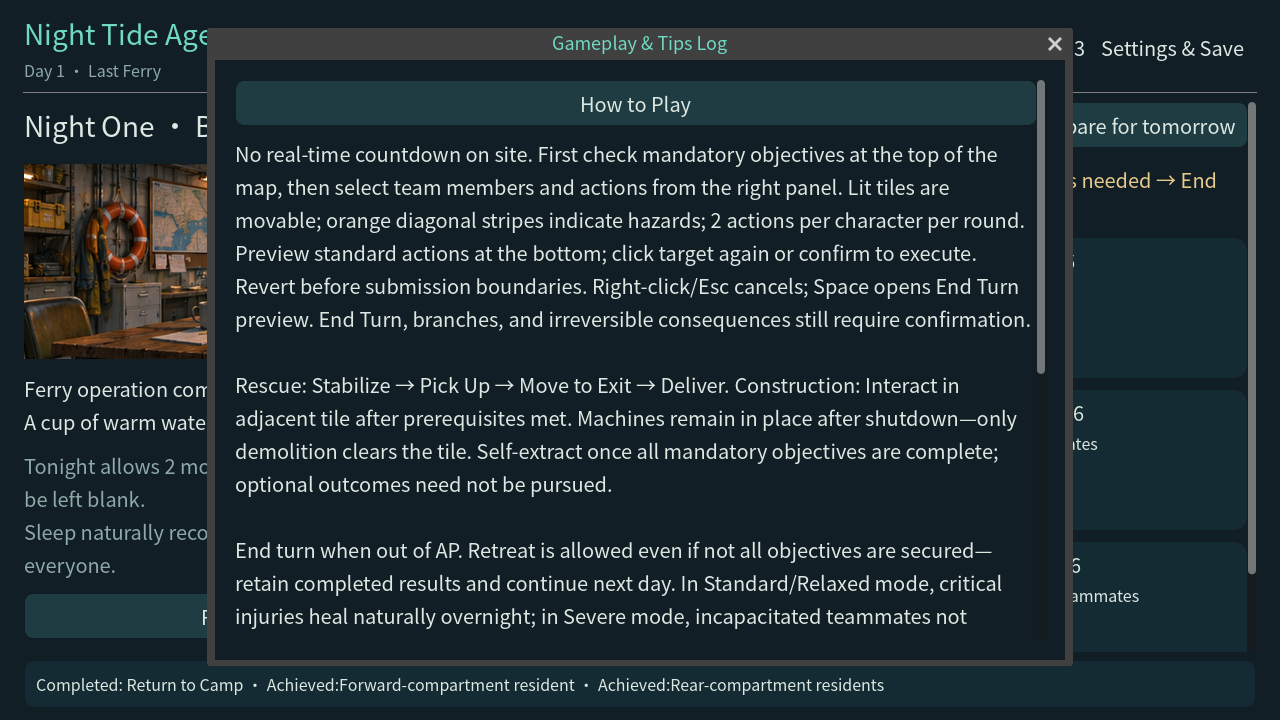 Night Tide Age
Day 1 · Last Ferry
3 Settings & Save
Gameplay & Tips Log
How to Play
No real-time countdown on site. First check mandatory objectives at the top of the
map, then select team members and actions from the right panel. Lit tiles are
movable; orange diagonal stripes indicate hazards; 2 actions per character per round.
Preview standard actions at the bottom; click target again or confirm to execute.
Revert before submission boundaries. Right-click/Esc cancels; Space opens End Turn
preview. End Turn, branches, and irreversible consequences still require confirmation.
Rescue: Stabilize → Pick Up → Move to Exit → Deliver. Construction: Interact in
adjacent tile after prerequisites met. Machines remain in place after shutdown—only
demolition clears the tile. Self-extract once all mandatory objectives are complete;
optional outcomes need not be pursued.
End turn when out of AP. Retreat is allowed even if not all objectives are secured—
retain completed results and continue next day. In Standard/Relaxed mode, critical
injuries heal naturally overnight; in Severe mode, incapacitated teammates not
Night One · B
Ferry operation com
A cup of warm wate
Tonight allows 2 mo
be left blank.
Sleep naturally reco
everyone.
pare for tomorrow
s needed → End
6
ates
6
ammates
Completed: Return to Camp · Achieved:Forward-compartment resident · Achieved:Rear-compartment residents